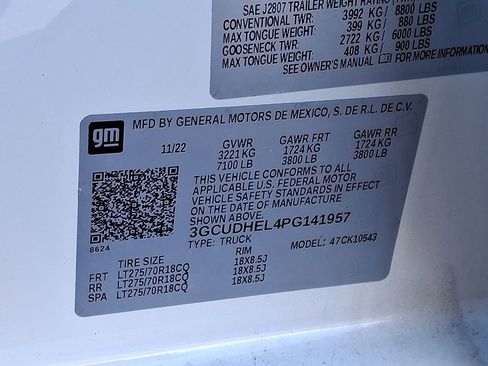 SAE J2807 TRAILER WEIGHT RATING
CONVENTIONAL TWR: 3992 KG / 8800 LBS
MAX TONGUE WEIGHT: 399 KG / 880 LBS
GOOSENECK TWR: 2722 KG / 6000 LBS
MAX TONGUE WEIGHT: 408 KG / 900 LBS
SEE OWNER'S MANUAL FOR MORE INFORMATION
gm
MFD BY GENERAL MOTORS DE MEXICO, S. DE R.L. DE C.V.
11/22 GVWR GAWR FRT GAWR RR
3221 KG 1724 KG 1724 KG
7100 LB 3800 LB 3800 LB
THIS VEHICLE CONFORMS TO ALL
APPLICABLE U.S. FEDERAL MOTOR
VEHICLE SAFETY STANDARDS IN EFFECT
ON THE DATE OF MANUFACTURE
SHOWN ABOVE.
3GCUDHEL4PG141957
TYPE: TRUCK MODEL: 47CK10543
8624
TIRE SIZE RIM
FRT LT275/70R18CQ 18X8.5J
RR LT275/70R18CQ 18X8.5J
SPA LT275/70R18CQ 18X8.5J